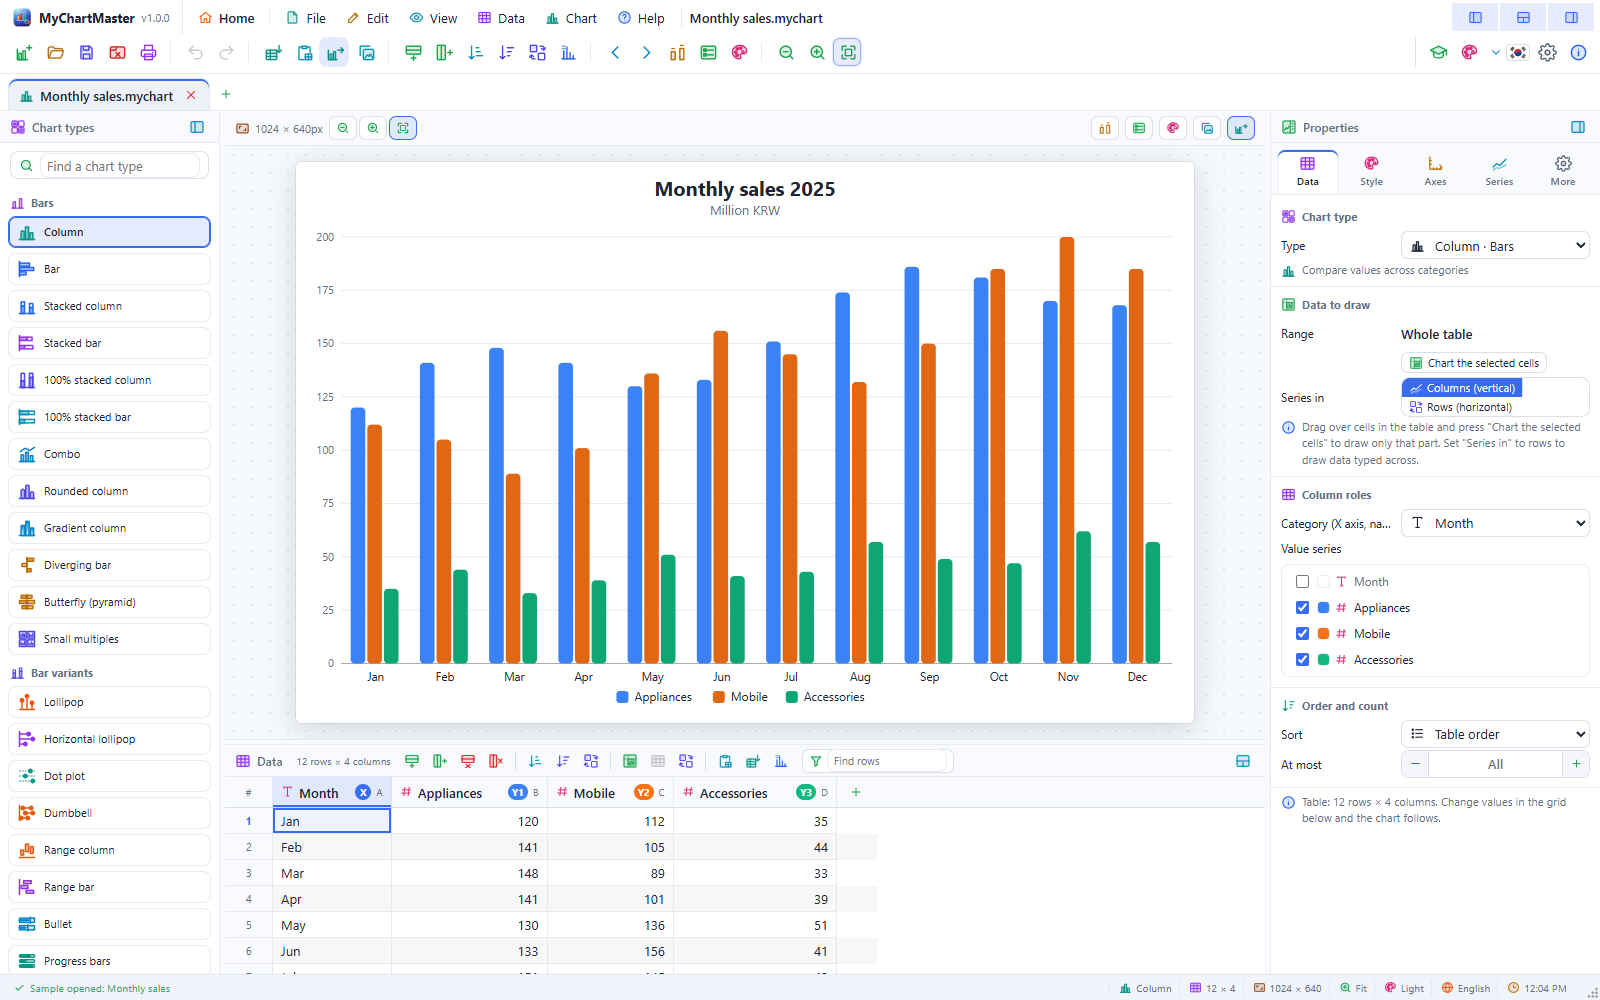 MyChartMaster v1.0.0
Home
File
Edit
View
Data
Chart
Help
Monthly sales.mychart
Monthly sales.mychart
Chart types
Find a chart type
Bars
Column
Bar
Stacked column
Stacked bar
100% stacked column
100% stacked bar
Combo
Rounded column
Gradient column
Diverging bar
Butterfly (pyramid)
Small multiples
Bar variants
Lollipop
Horizontal lollipop
Dot plot
Dumbbell
Range column
Range bar
Bullet
Progress bars
1024 × 640px
Monthly sales 2025
Million KRW
200
175
150
125
100
75
50
25
0
Jan Feb Mar Apr May Jun Jul Aug Sep Oct Nov Dec
Appliances Mobile Accessories
Data 12 rows × 4 columns
Find rows
# Month X A # Appliances Y1 B # Mobile Y2 C # Accessories Y3 D
1 Jan 120 112 35
2 Feb 141 105 44
3 Mar 148 89 33
4 Apr 141 101 39
5 May 130 136 51
6 Jun 133 156 41
Properties
Data
Style
Axes
Series
More
Chart type
Type
Column · Bars
Compare values across categories
Data to draw
Range
Whole table
Chart the selected cells
Series in
Columns (vertical)
Rows (horizontal)
Drag over cells in the table and press "Chart the selected
cells" to draw only that part. Set "Series in" to rows to
draw data typed across.
Column roles
Category (X axis, na...
Month
Value series
Month
# Appliances
# Mobile
# Accessories
Order and count
Sort
Table order
At most
All
Table: 12 rows × 4 columns. Change values in the grid
below and the chart follows.
Sample opened: Monthly sales
Column
12 × 4
1024 × 640
Fit
Light
English
12:04 PM